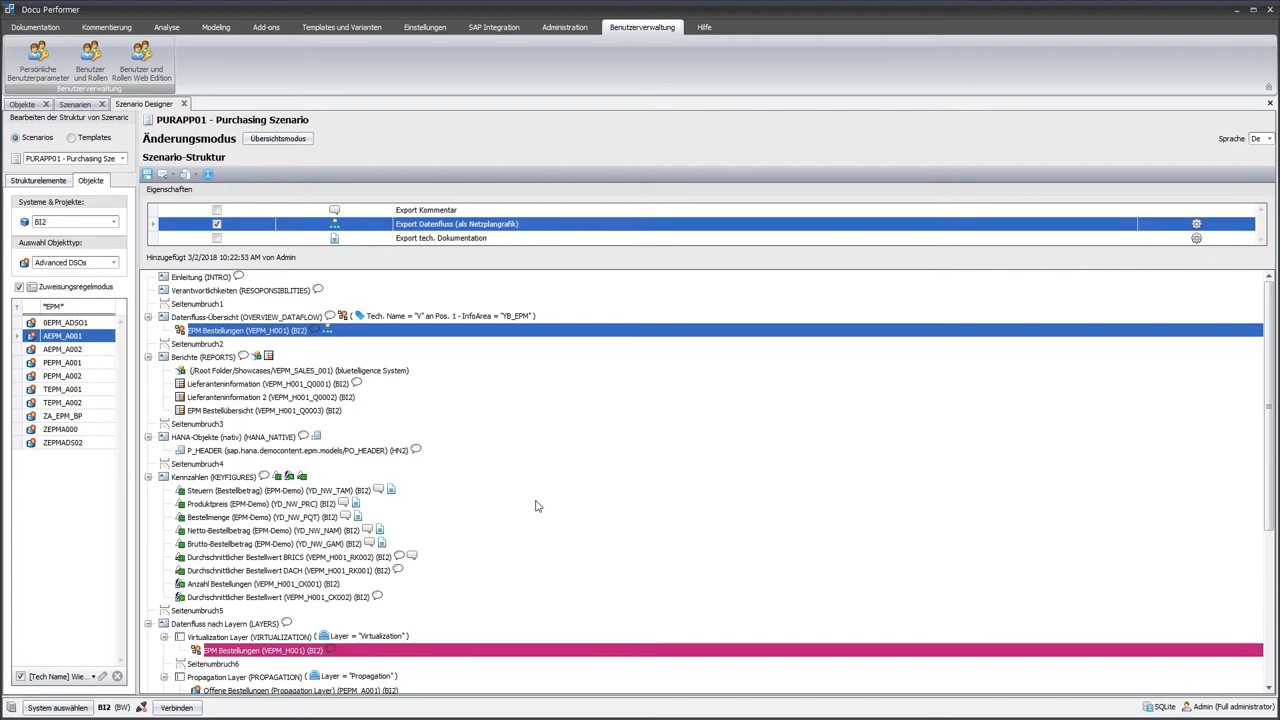 Docu Performer
Dokumentation Kommentierung Analyse Modeling Add-ons Templates und Varianten Einstellungen SAP Integration Administration Benutzerverwaltung Hilfe
Persönliche Benutzerparameter
Benutzer und Rollen
Benutzer und Rollen Web Edition
Benutzerverwaltung
Objekte Szenarien Szenario Designer
Bearbeiten der Struktur von Szenario
Scenarios Templates
PURAPP01 - Purchasing Sze
Strukturelemente Objekte
Systeme & Projekte:
BI2
Auswahl Objekttyp:
Advanced DSOs
Zuweisungsregelmodus
*EPM*
0EPM_ADSO1
AEPM_A001
AEPM_A002
PEPM_A001
PEPM_A002
TEPM_A001
TEPM_A002
ZA_EPM_BP
ZEPMA000
ZEPMADS02
[Tech Name] Wie...
PURAPP01 - Purchasing Szenario
Änderungsmodus Übersichtsmodus
Sprache De
Szenario-Struktur
Eigenschaften
Export Kommentar
Export Datenfluss (als Netzplangrafik)
Export tech. Dokumentation
Hinzugefügt 3/2/2018 10:22:53 AM von Admin
Einleitung (INTRO)
Verantwortlichkeiten (RESOPONSIBILITIES)
Seitenumbruch1
Datenfluss-Übersicht (OVERVIEW_DATAFLOW) ( Tech. Name = "V" an Pos. 1 - InfoArea = "YB_EPM" )
EPM Bestellungen (VEPM_H001) (BI2)
Seitenumbruch2
Berichte (REPORTS)
(/Root Folder/Showcases/VEPM_SALES_001) (bluetelligence System)
Lieferanteninformation (VEPM_H001_Q0001) (BI2)
Lieferanteninformation 2 (VEPM_H001_Q0002) (BI2)
EPM Bestellübersicht (VEPM_H001_Q0003) (BI2)
Seitenumbruch3
HANA-Objekte (nativ) (HANA_NATIVE)
P_HEADER (sap.hana.democontent.epm.models/PO_HEADER) (HN2)
Seitenumbruch4
Kennzahlen (KEYFIGURES)
Steuern (Bestellbetrag) (EPM-Demo) (YD_NW_TAM) (BI2)
Produktpreis (EPM-Demo) (YD_NW_PRC) (BI2)
Bestellmenge (EPM-Demo) (YD_NW_PQT) (BI2)
Netto-Bestellbetrag (EPM-Demo) (YD_NW_NAM) (BI2)
Brutto-Bestellbetrag (EPM-Demo) (YD_NW_GAM) (BI2)
Durchschnittlicher Bestellwert BRICS (VEPM_H001_RK002) (BI2)
Durchschnittlicher Bestellwert DACH (VEPM_H001_RK001) (BI2)
Anzahl Bestellungen (VEPM_H001_CK001) (BI2)
Durchschnittlicher Bestellwert (VEPM_H001_CK002) (BI2)
Seitenumbruch5
Datenfluss nach Layern (LAYERS)
Virtualization Layer (VIRTUALIZATION) ( Layer = "Virtualization" )
EPM Bestellungen (VEPM_H001) (BI2)
Seitenumbruch6
Propagation Layer (PROPAGATION) ( Layer = "Propagation" )
Offene Bestellungen (Propagation Layer) (PEPM_A001) (BI2)
System auswählen BI2 (BW) Verbinden
SQLite Admin (Full administrator)